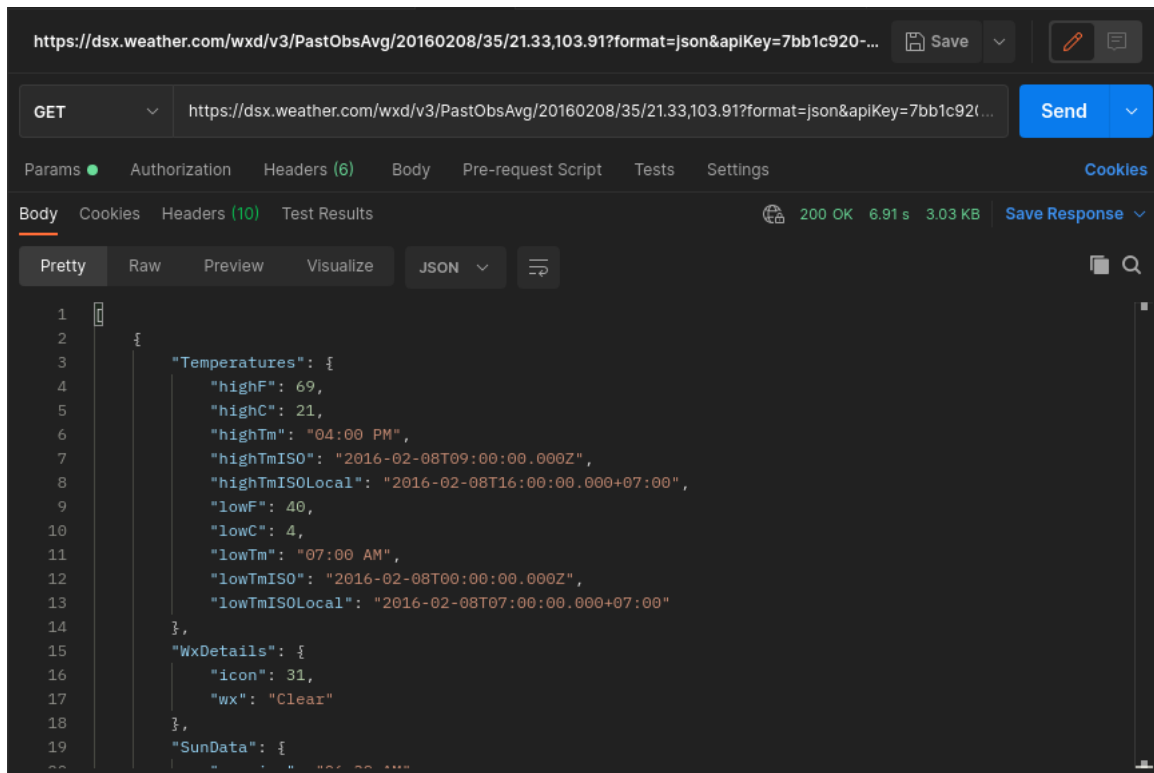 https://dsx.weather.com/wxd/v3/PastObsAvg/20160208/35/21.33,103.91?format=json&apiKey=7bb1c920-... Save
GET https://dsx.weather.com/wxd/v3/PastObsAvg/20160208/35/21.33,103.91?format=json&apiKey=7bb1c92(... Send
Params Authorization Headers (6) Body Pre-request Script Tests Settings Cookies
Body Cookies Headers (10) Test Results 200 OK 6.91 s 3.03 KB Save Response
Pretty Raw Preview Visualize JSON
1 [
2 {
3 "Temperatures": {
4 "highF": 69,
5 "highC": 21,
6 "highTm": "04:00 PM",
7 "highTmISO": "2016-02-08T09:00:00.000Z",
8 "highTmISOLocal": "2016-02-08T16:00:00.000+07:00",
9 "lowF": 40,
10 "lowC": 4,
11 "lowTm": "07:00 AM",
12 "lowTmISO": "2016-02-08T00:00:00.000Z",
13 "lowTmISOLocal": "2016-02-08T07:00:00.000+07:00"
14 },
15 "WxDetails": {
16 "icon": 31,
17 "wx": "Clear"
18 },
19 "SunData": {